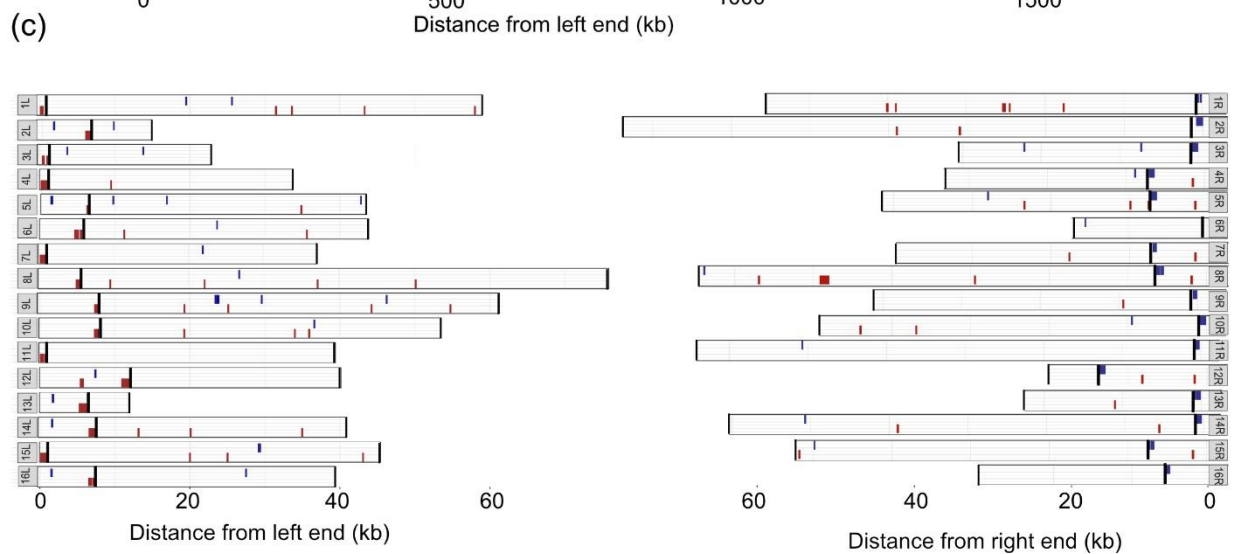 0 500 1000 1500
(c) Distance from left end (kb)
1L 1R
2L 2R
3L 3R
4L 4R
5L 5R
6L 6R
7L 7R
8L 8R
9L 9R
10L 10R
11L 11R
12L 12R
13L 13R
14L 14R
15L 15R
16L 16R
0 20 40 60 60 40 20 0
Distance from left end (kb) Distance from right end (kb)